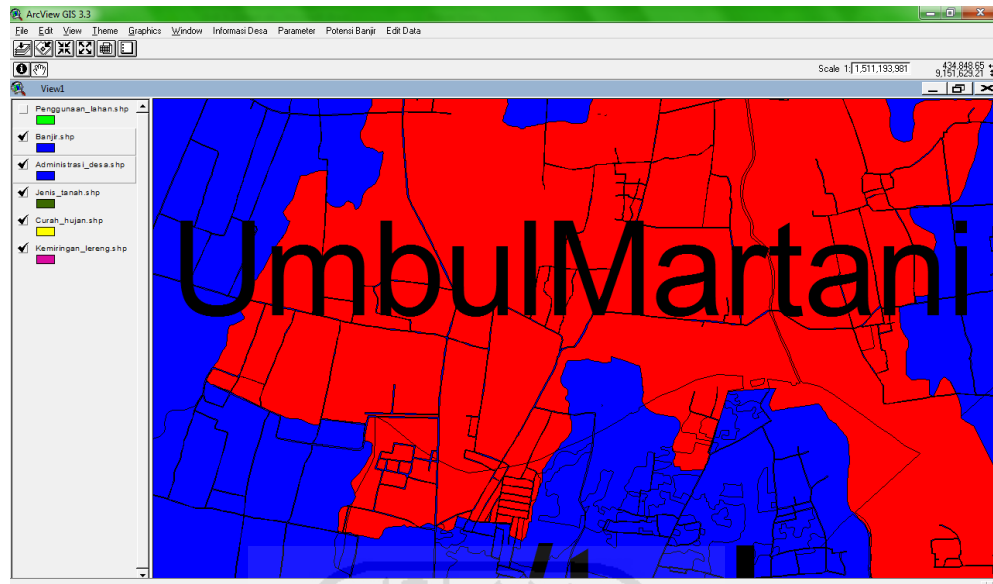 ArcView GIS 3.3
File Edit View Theme Graphics Window Informasi Desa Parameter Potensi Banjir Edit Data
Scale 1: 1,511,193,981
434,848.65
9,151,629.21
View1
Penggunaan_lahan.shp
Banjir.shp
Administrasi_desa.shp
Jenis_tanah.shp
Curah_hujan.shp
Kemiringan_lereng.shp
UmbulMartani